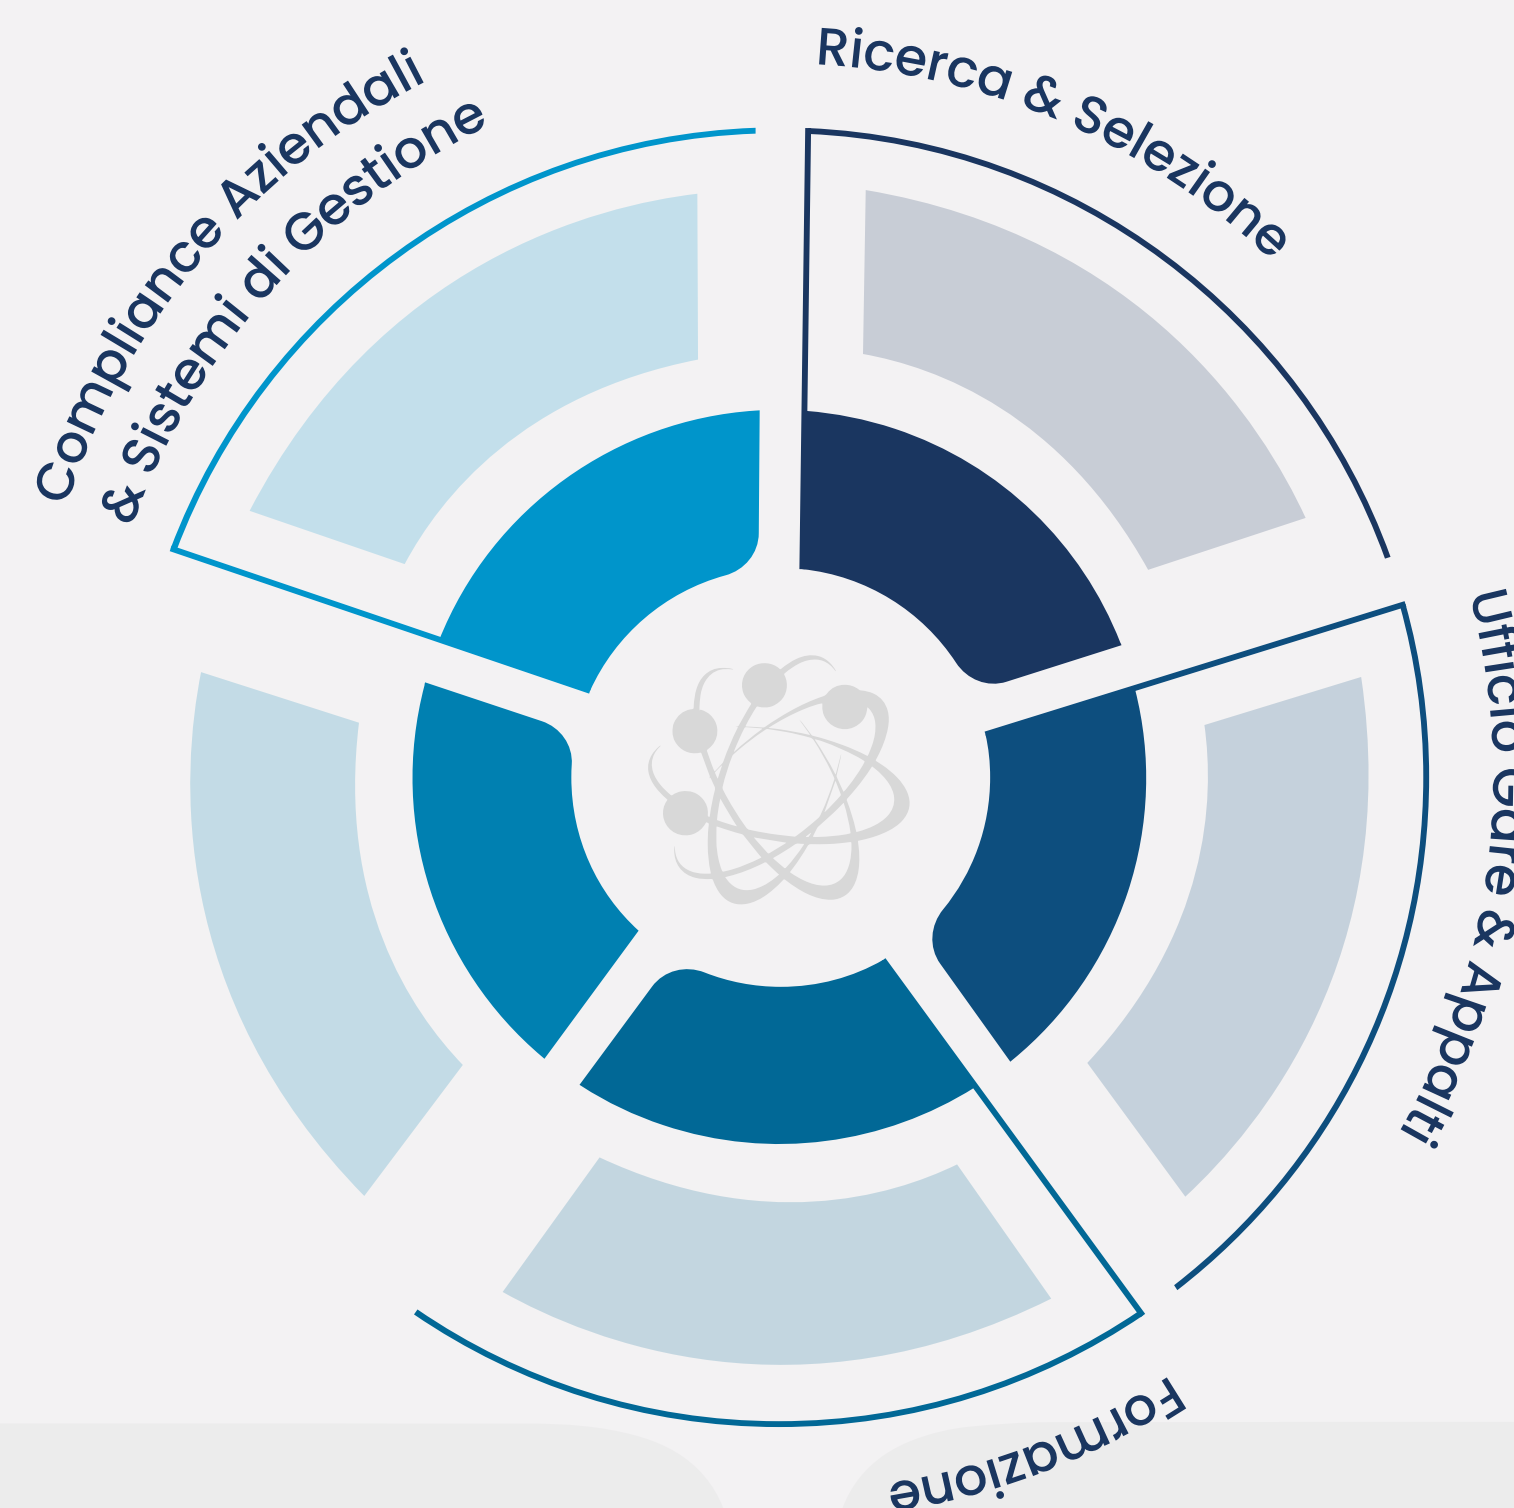 Compliance Aziendali
& Sistemi di Gestione
Ricerca & Selezione
Ufficio Gare & Appalti
Formazione